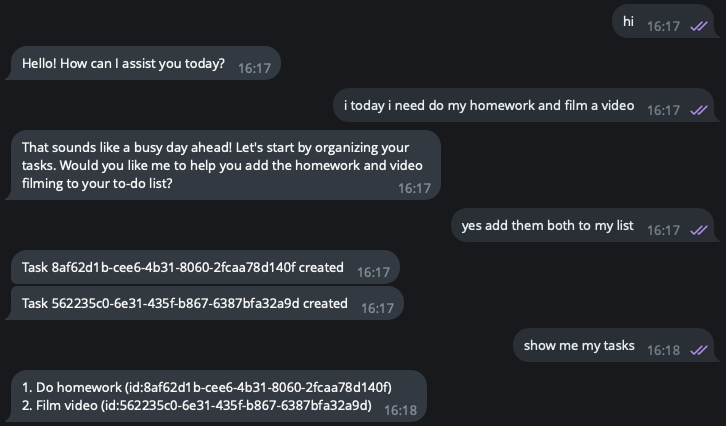 hi 16:17
Hello! How can I assist you today? 16:17
i today i need do my homework and film a video 16:17
That sounds like a busy day ahead! Let's start by organizing your
tasks. Would you like me to help you add the homework and video
filming to your to-do list?
16:17
yes add them both to my list 16:17
Task 8af62d1b-cee6-4b31-8060-2fcaa78d140f created 16:17
Task 562235c0-6e31-435f-b867-6387bfa32a9d created 16:17
show me my tasks 16:18
1. Do homework (id:8af62d1b-cee6-4b31-8060-2fcaa78d140f)
2. Film video (id:562235c0-6e31-435f-b867-6387bfa32a9d) 16:18